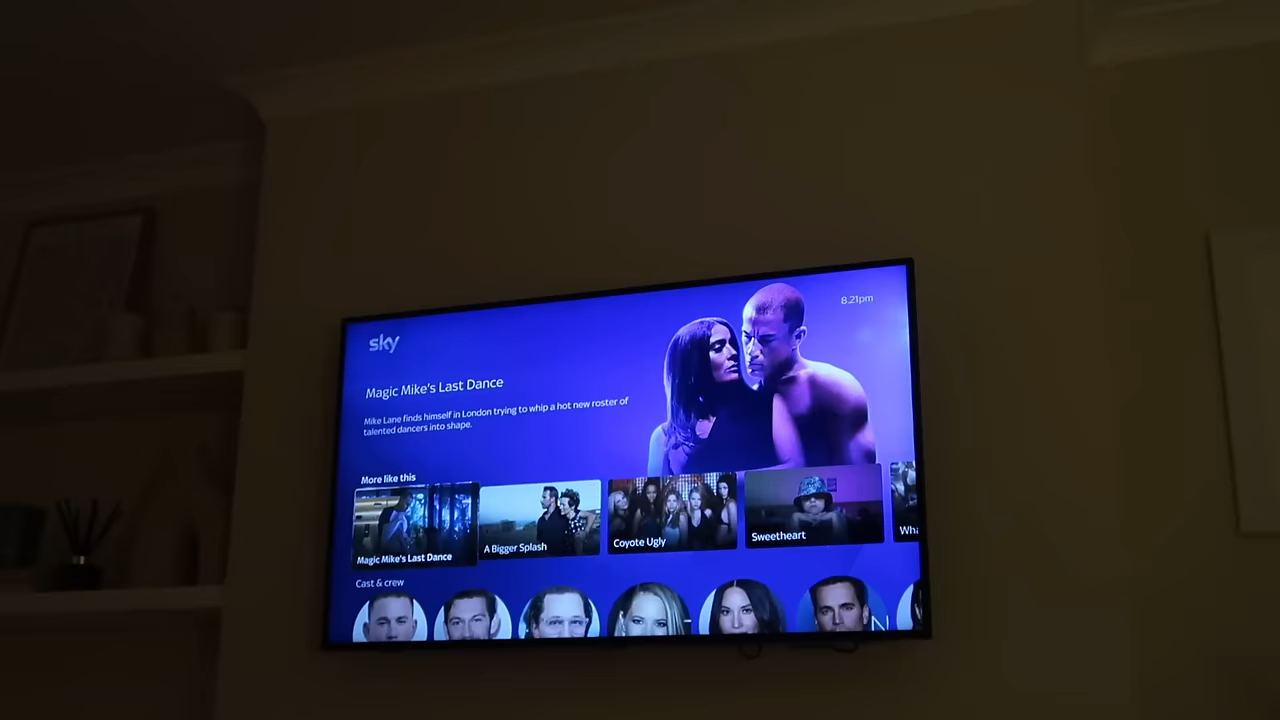 8.21pm
sky
Magic Mike's Last Dance
Mike Lane finds himself in London trying to whip a hot new roster of
talented dancers into shape.
More like this
Magic Mike's Last Dance
A Bigger Splash
Coyote Ugly
Sweetheart
Wha
Cast & crew